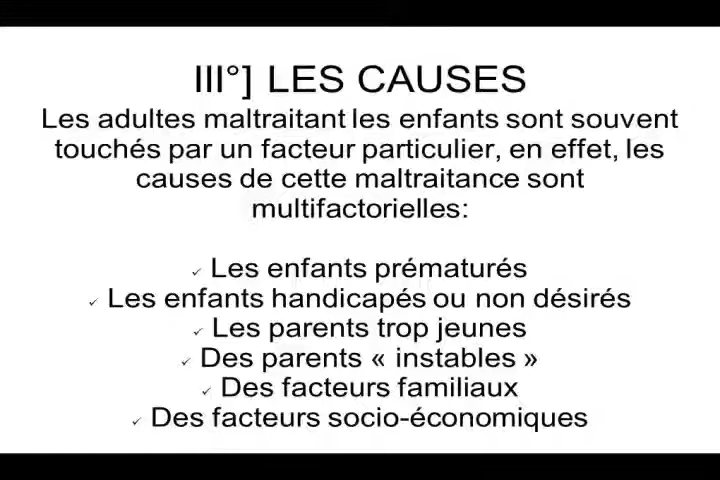 III°] LES CAUSES
Les adultes maltraitant les enfants sont souvent
touchés par un facteur particulier, en effet, les
causes de cette maltraitance sont
multifactorielles:
✓ Les enfants prématurés
✓ Les enfants handicapés ou non désirés
✓ Les parents trop jeunes
✓ Des parents « instables »
✓ Des facteurs familiaux
✓ Des facteurs socio-économiques